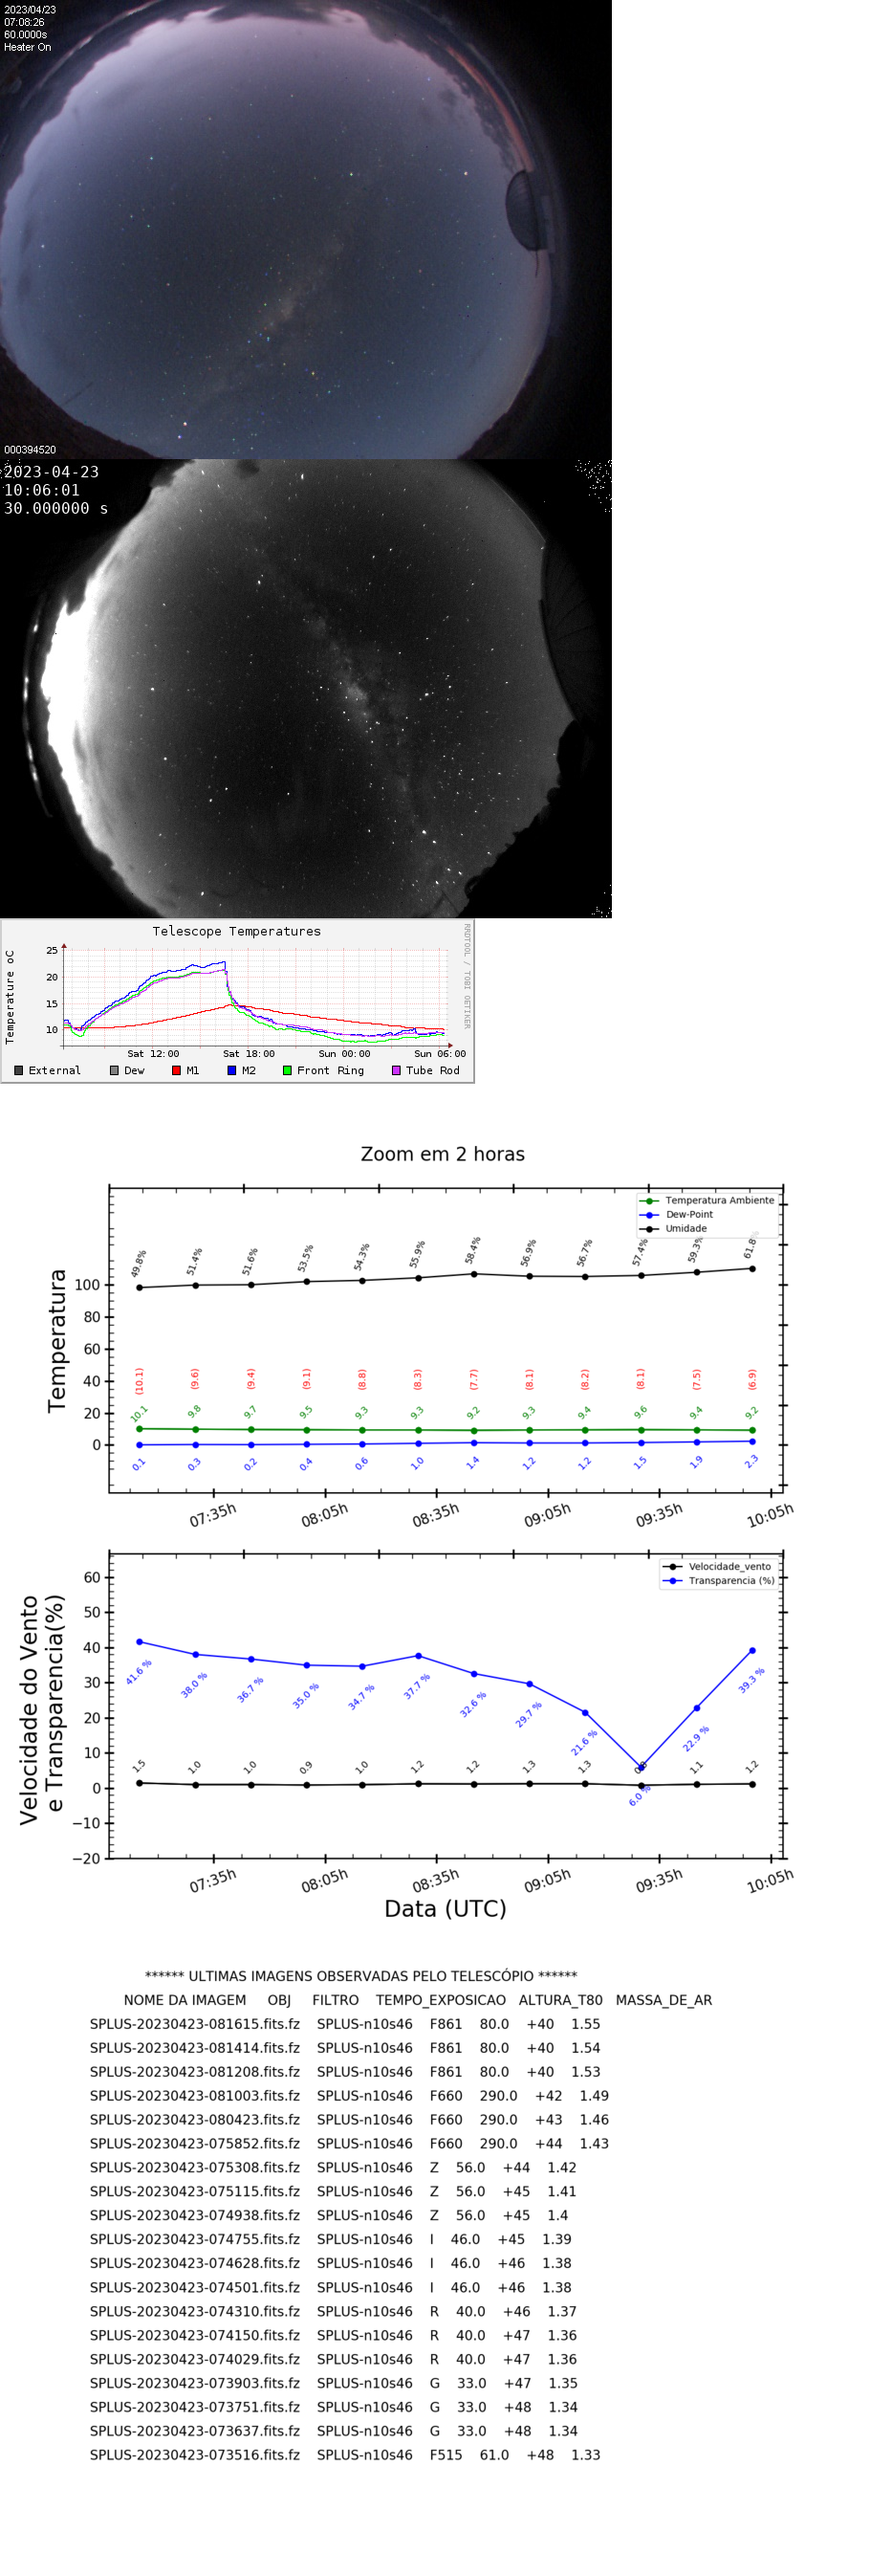 2023/04/23
07:08:26
60.0000s
Heater On
000394520
2023-04-23
10:06:01
30.000000 s
Telescope Temperatures
RRDTOOL / TOBI OETIKER
Temperature oC
25
20
15
10
Sat 12:00 Sat 18:00 Sun 00:00 Sun 06:00
External Dew M1 M2 Front Ring Tube Rod
Zoom em 2 horas
Temperatura Ambiente
Dew-Point
Umidade
Temperatura
49.8% 51.4% 51.6% 53.5% 54.3% 55.9% 58.4% 56.9% 56.7% 57.4% 59.3% 61.8%
100
80
60
40
20
0
(10.1) (9.6) (9.4) (9.1) (8.8) (8.3) (7.7) (8.1) (8.2) (8.1) (7.5) (6.9)
10.1 9.8 9.7 9.5 9.3 9.3 9.2 9.3 9.4 9.6 9.4 9.2
0.1 0.3 0.2 0.4 0.6 1.0 1.4 1.2 1.2 1.5 1.9 2.3
07:35h 08:05h 08:35h 09:05h 09:35h 10:05h
Velocidade_vento
Transparencia (%)
Velocidade do Vento
e Transparencia(%)
60
50
40
30
20
10
0
−10
−20
41.6 % 38.0 % 36.7 % 35.0 % 34.7 % 37.7 % 32.6 % 29.7 % 21.6 % 6.0 % 22.9 % 39.3 %
1.5 1.0 1.0 0.9 1.0 1.2 1.2 1.3 1.3 1.1 1.2
07:35h 08:05h 08:35h 09:05h 09:35h 10:05h
Data (UTC)
****** ULTIMAS IMAGENS OBSERVADAS PELO TELESCÓPIO ******
NOME DA IMAGEM OBJ FILTRO TEMPO_EXPOSICAO ALTURA_T80 MASSA_DE_AR
SPLUS-20230423-081615.fits.fz SPLUS-n10s46 F861 80.0 +40 1.55
SPLUS-20230423-081414.fits.fz SPLUS-n10s46 F861 80.0 +40 1.54
SPLUS-20230423-081208.fits.fz SPLUS-n10s46 F861 80.0 +40 1.53
SPLUS-20230423-081003.fits.fz SPLUS-n10s46 F660 290.0 +42 1.49
SPLUS-20230423-080423.fits.fz SPLUS-n10s46 F660 290.0 +43 1.46
SPLUS-20230423-075852.fits.fz SPLUS-n10s46 F660 290.0 +44 1.43
SPLUS-20230423-075308.fits.fz SPLUS-n10s46 Z 56.0 +44 1.42
SPLUS-20230423-075115.fits.fz SPLUS-n10s46 Z 56.0 +45 1.41
SPLUS-20230423-074938.fits.fz SPLUS-n10s46 Z 56.0 +45 1.4
SPLUS-20230423-074755.fits.fz SPLUS-n10s46 I 46.0 +45 1.39
SPLUS-20230423-074628.fits.fz SPLUS-n10s46 I 46.0 +46 1.38
SPLUS-20230423-074501.fits.fz SPLUS-n10s46 I 46.0 +46 1.38
SPLUS-20230423-074310.fits.fz SPLUS-n10s46 R 40.0 +46 1.37
SPLUS-20230423-074150.fits.fz SPLUS-n10s46 R 40.0 +47 1.36
SPLUS-20230423-074029.fits.fz SPLUS-n10s46 R 40.0 +47 1.36
SPLUS-20230423-073903.fits.fz SPLUS-n10s46 G 33.0 +47 1.35
SPLUS-20230423-073751.fits.fz SPLUS-n10s46 G 33.0 +48 1.34
SPLUS-20230423-073637.fits.fz SPLUS-n10s46 G 33.0 +48 1.34
SPLUS-20230423-073516.fits.fz SPLUS-n10s46 F515 61.0 +48 1.33